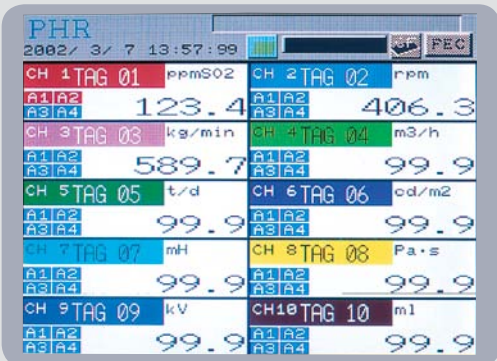 PHR
2002/ 3/ 7 13:57:99 REC
CH 1 TAG 01 ppmSO2
A1 A2
A3 A4 123.4
CH 2 TAG 02 rpm
A1 A2
A3 A4 406.3
CH 3 TAG 03 kg/min
A1 A2
A3 A4 589.7
CH 4 TAG 04 m3/h
A1 A2
A3 A4 99.9
CH 5 TAG 05 t/d
A1 A2
A3 A4 99.9
CH 6 TAG 06 cd/m2
A1 A2
A3 A4 99.9
CH 7 TAG 07 mH
A1 A2
A3 A4 99.9
CH 8 TAG 08 Pa·s
A1 A2
A3 A4 99.9
CH 9 TAG 09 kV
A1 A2
A3 A4 99.9
CH10 TAG 10 ml
A1 A2
A3 A4 99.9